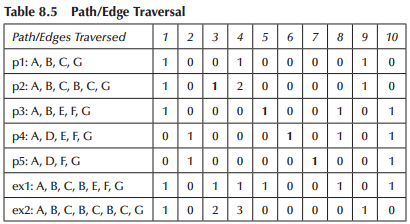 Table 8.5 Path/Edge Traversal
Path/Edges Traversed 1 2 3 4 5 6 7 8 9 10
p1: A, B, C, G 1 0 0 1 0 0 0 0 1 0
p2: A, B, C, B, C, G 1 0 1 2 0 0 0 0 1 0
p3: A, B, E, F, G 1 0 0 0 1 0 0 1 0 1
p4: A, D, E, F, G 0 1 0 0 0 1 0 1 0 1
p5: A, D, F, G 0 1 0 0 0 0 1 0 0 1
ex1: A, B, C, B, E, F, G 1 0 1 1 1 0 0 1 0 1
ex2: A, B, C, B, C, B, C, G 1 0 2 3 0 0 0 0 1 0